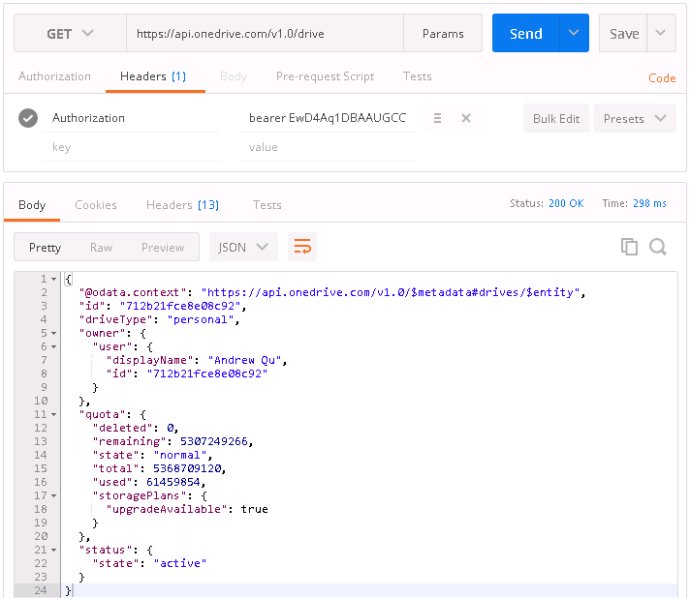 GET https://api.onedrive.com/v1.0/drive Params Send Save
Authorization Headers (1) Body Pre-request Script Tests Code
Authorization bearer EwD4Aq1DBAAUGCC Bulk Edit Presets
key value
Body Cookies Headers (13) Tests Status: 200 OK Time: 298 ms
Pretty Raw Preview JSON
1 {
2 "@odata.context": "https://api.onedrive.com/v1.0/$metadata#drives/$entity",
3 "id": "712b21fce8e08c92",
4 "driveType": "personal",
5 "owner": {
6 "user": {
7 "displayName": "Andrew Qu",
8 "id": "712b21fce8e08c92"
9 }
10 },
11 "quota": {
12 "deleted": 0,
13 "remaining": 5307249266,
14 "state": "normal",
15 "total": 5368709120,
16 "used": 61459854,
17 "storagePlans": {
18 "upgradeAvailable": true
19 }
20 },
21 "status": {
22 "state": "active"
23 }
24 }